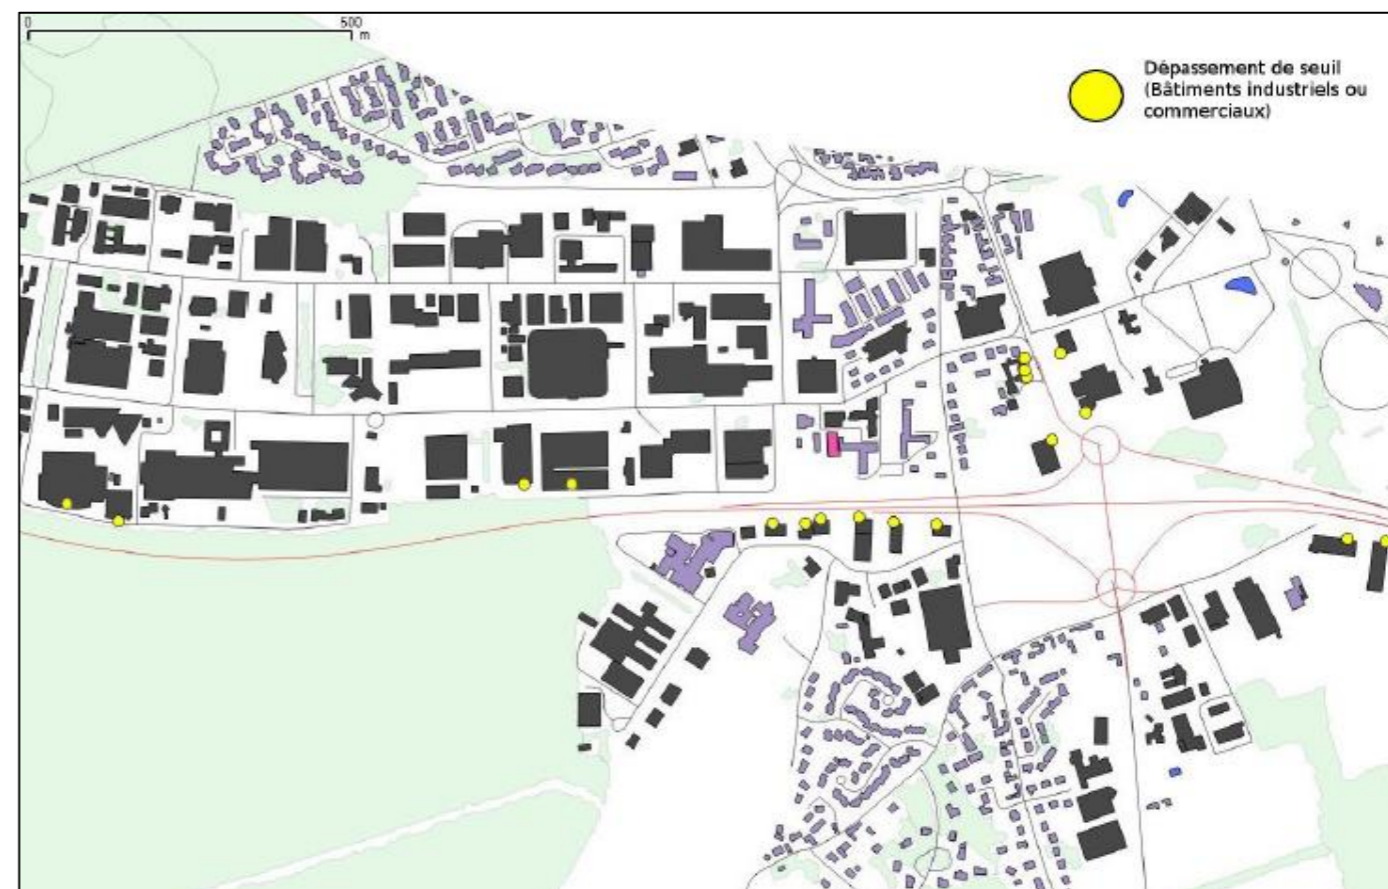 0 500
m
Dépassement de seuil
(Bâtiments industriels ou
commerciaux)